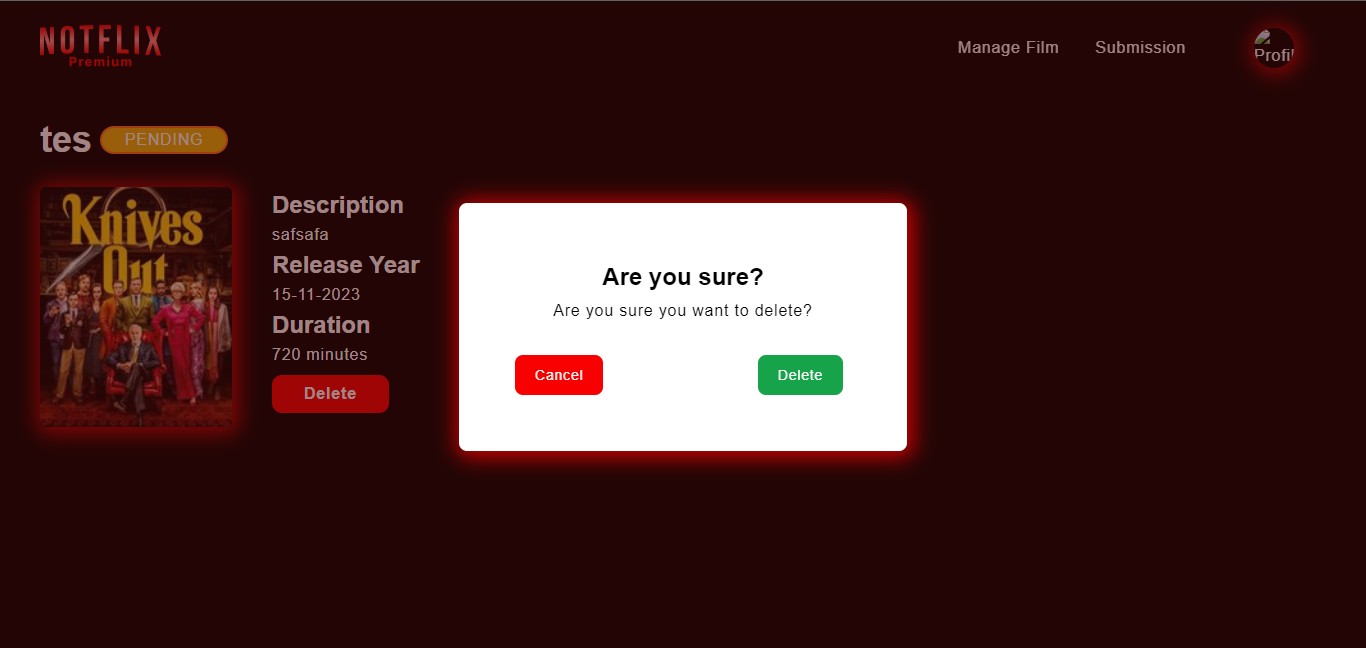 NOTFLIX
Premium
Manage Film
Submission
Profil
tes
PENDING
Knives
Out
Description
safsafa
Release Year
15-11-2023
Duration
720 minutes
Delete
Are you sure?
Are you sure you want to delete?
Cancel
Delete